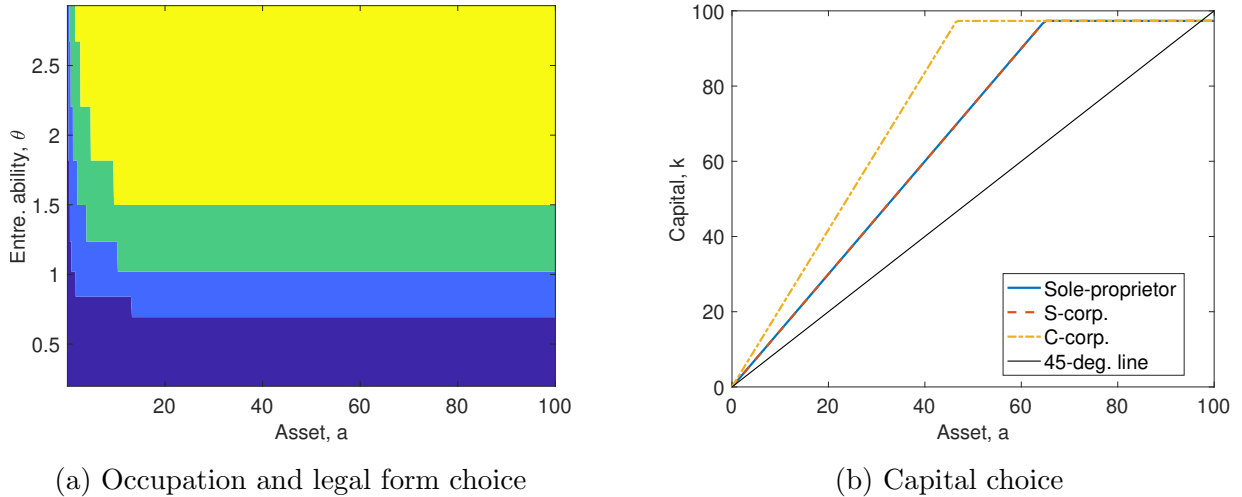 2.5
2
1.5
1
0.5
Entre. ability, θ
20
40
60
80
100
Asset, a
(a) Occupation and legal form choice
100
80
60
40
20
0
Capital, k
Sole-proprietor
S-corp.
C-corp.
45-deg. line
0
20
40
60
80
100
Asset, a
(b) Capital choice